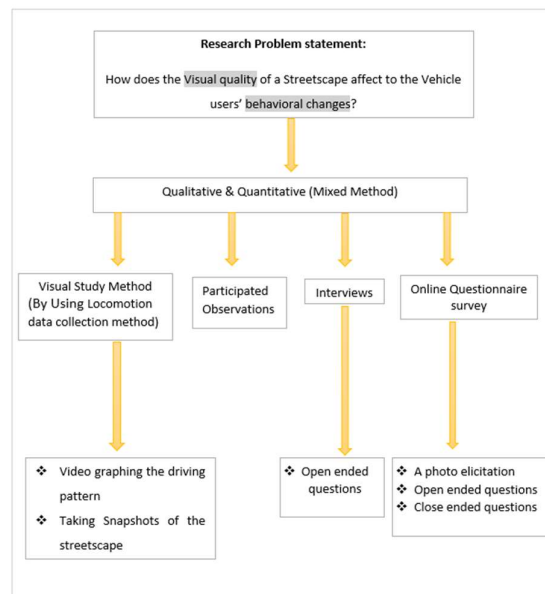 Research Problem statement:
How does the Visual quality of a Streetscape affect to the Vehicle
users’ behavioral changes?
Qualitative & Quantitative (Mixed Method)
Visual Study Method
(By Using Locomotion
data collection method)
Participated
Observations
Interviews
Online Questionnaire
survey
❖ Video graphing the driving
pattern
❖ Taking Snapshots of the
streetscape
❖ Open ended
questions
❖ A photo elicitation
❖ Open ended questions
❖ Close ended questions